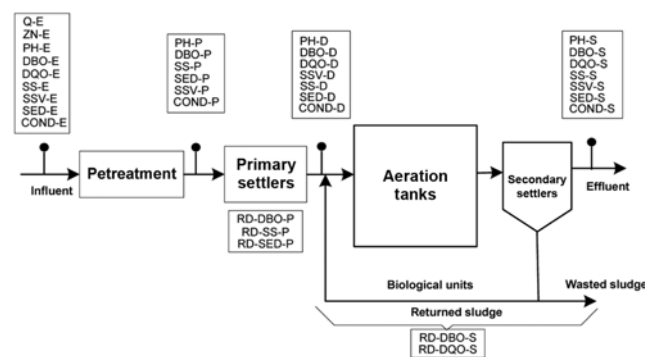 Q-E
ZN-E
PH-E
DBO-E
DQO-E
SS-E
SSV-E
SED-E
COND-E
PH-P
DBO-P
SS-P
SED-P
SSV-P
COND-P
PH-D
DBO-D
DQO-D
SSV-D
SS-D
SED-D
COND-D
PH-S
DBO-S
DQO-S
SS-S
SSV-S
SED-S
COND-S
Influent
Petreatment
Primary
settlers
Aeration
tanks
Secondary
settlers
Effluent
RD-DBO-P
RD-SS-P
RD-SED-P
Biological units
Wasted sludge
Returned sludge
RD-DBO-S
RD-DQO-S